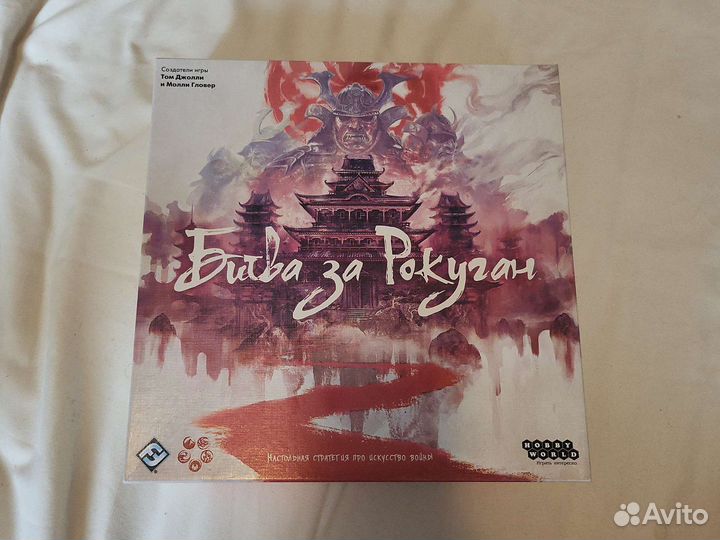 Создатели игры
Том Джолли
и Молли Гловер
Битва за Рокуган
Настольная стратегия про искусство войны
HOBBY
WORLD
Играть интересно
Avito